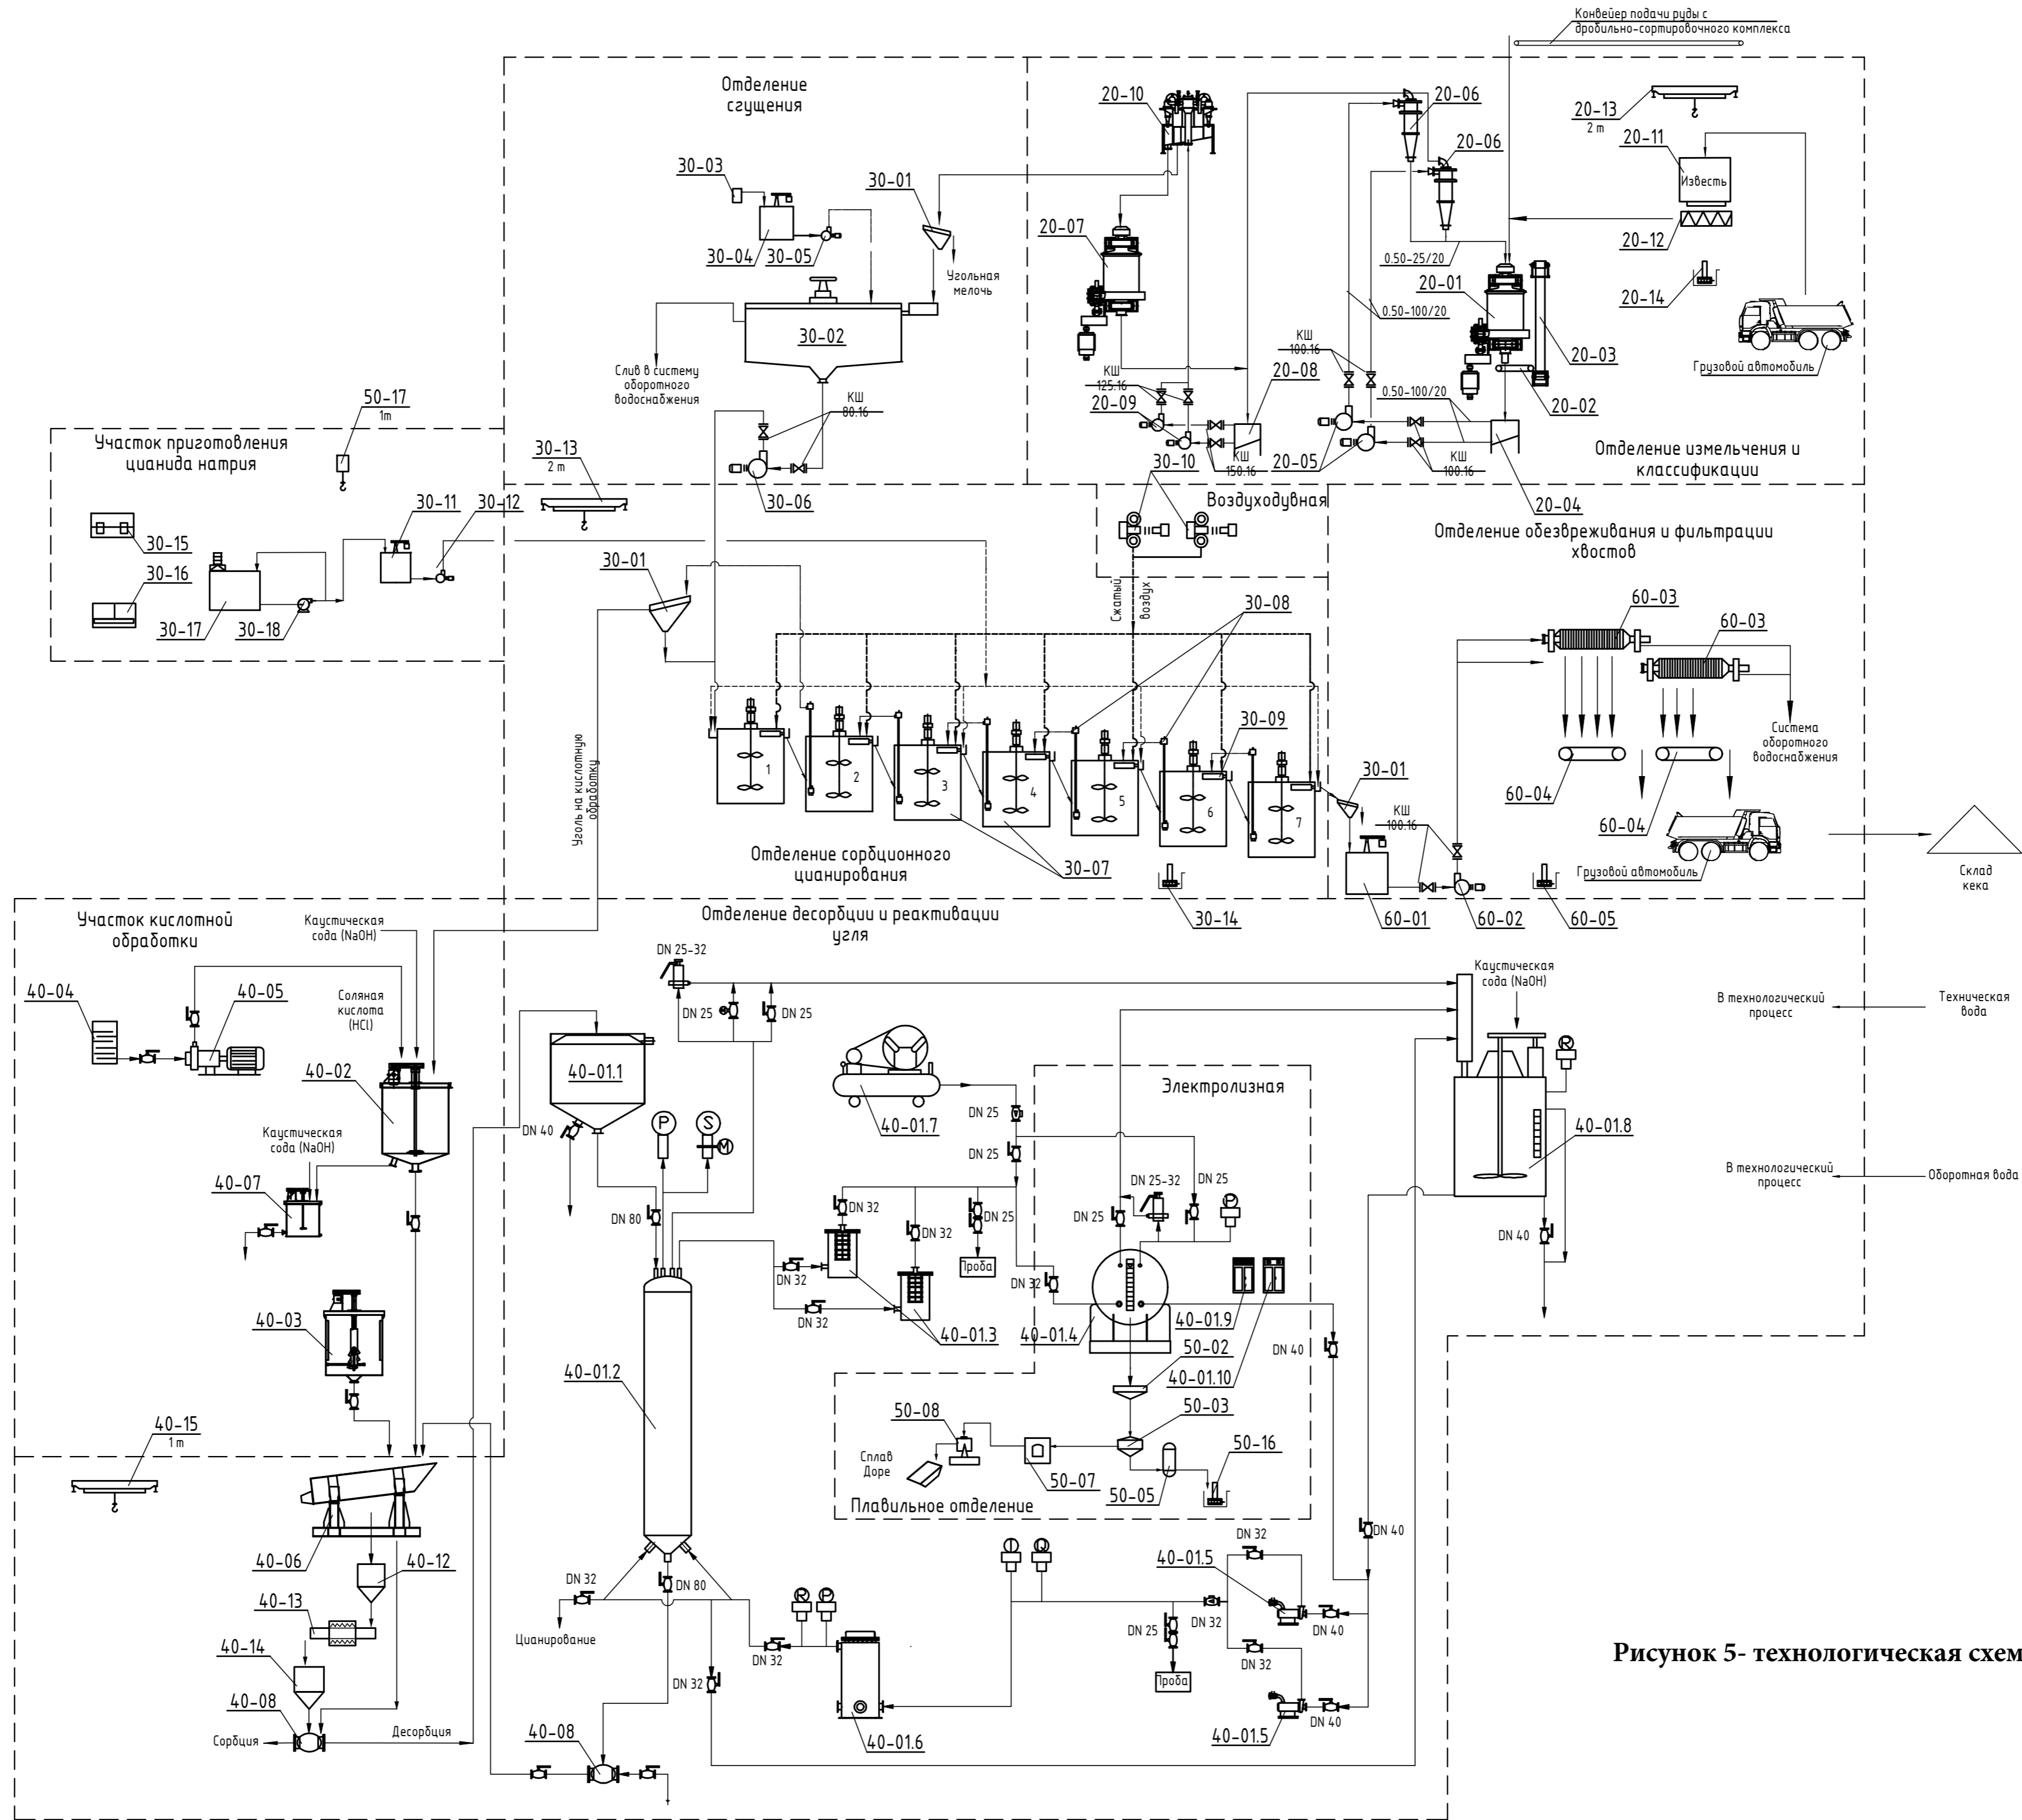 Конвейер подачи руды с
дробильно-сортировочного комплекса
Отделение
сгущения
30-03
30-04
30-05
30-01
Угольная
мелочь
30-02
Слив в систему
оборотного
водоснабжения
КШ
80.16
30-06
20-10
20-07
20-06
20-06
0.50-25/20
0.50-100/20
20-01
КШ
125.16
20-09
КШ
100.16
20-08
0.50-100/20
КШ
150.16
20-05
КШ
100.16
20-04
20-13
2 т
20-11
Известь
20-12
20-14
20-03
20-02
Грузовой автомобиль
Отделение измельчения и
классификации
Участок приготовления
цианида натрия
50-17
1т
30-15
30-16
30-17
30-18
30-11
30-12
30-13
2 т
30-10
Воздуходувная
Сжатый
воздух
30-01
Уголь на кислотную
обработку
30-08
30-09
1
2
3
4
5
6
7
30-07
Отделение сорбционного
цианирования
30-14
30-01
Отделение обезвреживания и фильтрации
хвостов
60-03
60-03
60-04
60-04
Система
оборотного
водоснабжения
КШ
100.16
60-01
60-02
60-05
Грузовой автомобиль
Склад
кека
Участок кислотной
обработки
Каустическая
сода (NaOH)
40-04
40-05
Соляная
кислота
(HCl)
40-02
Каустическая
сода (NaOH)
40-07
40-03
40-15
1 т
40-06
40-12
40-13
40-14
40-08
Сорбция
Десорбция
Отделение десорбции и реактивации
угля
DN 25-32
DN 25
DN 25
40-01.1
DN 40
P
S
M
DN 80
40-01.7
DN 25
DN 25
DN 32
DN 32
DN 25
Проба
DN 32
DN 32
40-01.3
40-01.2
Электролизная
DN 25-32
DN 25
DN 25
P
DN 32
40-01.4
40-01.9
40-01.10
50-02
50-03
50-08
Сплав
Доре
50-07
50-05
50-16
Плавильное отделение
Каустическая
сода (NaOH)
R
40-01.8
DN 40
В технологический
процесс
Техническая
вода
В технологический
процесс
Оборотная вода
DN 40
DN 40
DN 32
DN 80
Цианирование
R
P
DN 32
DN 32
40-01.6
40-08
DN 32
40-01.5
DN 32
DN 40
DN 25
Проба
DN 32
DN 40
40-01.5
Рисунок 5- технологическая схем